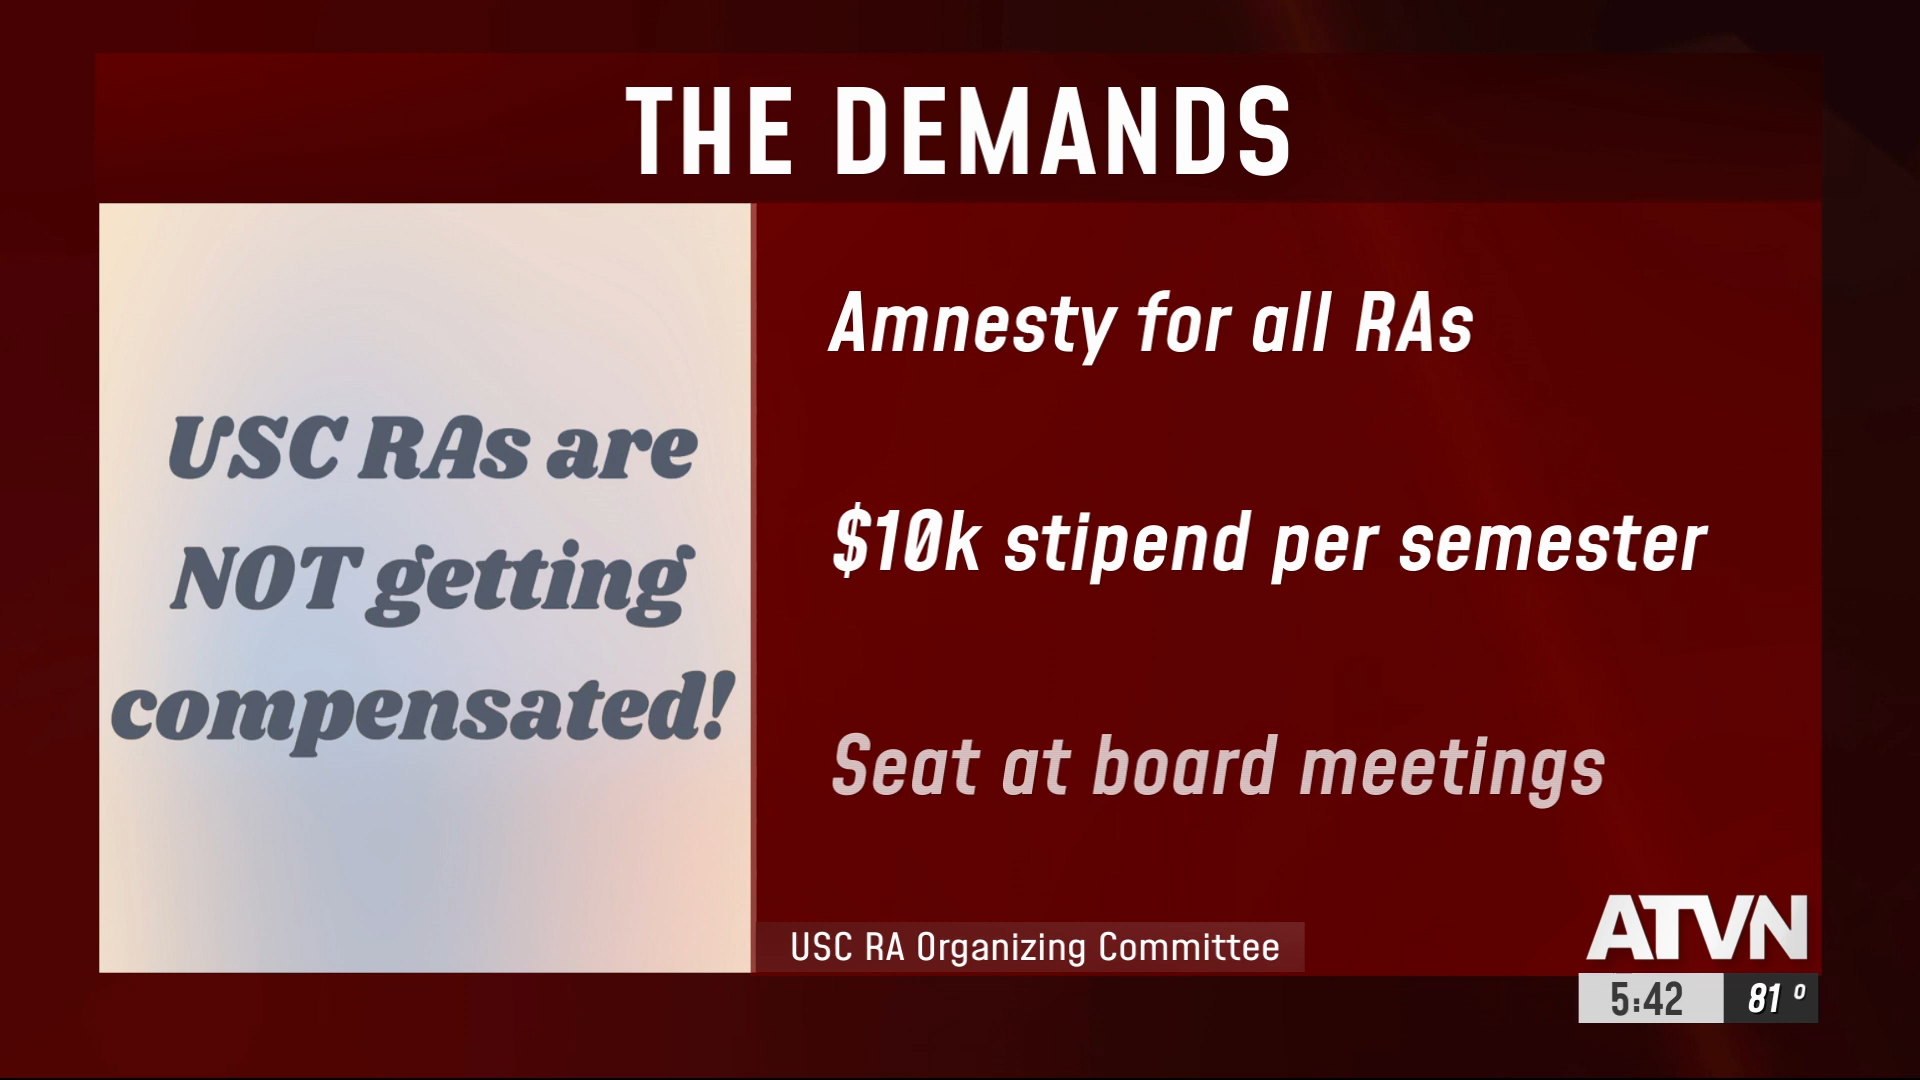 THE DEMANDS
USC RAs are
NOT getting
compensated!
Amnesty for all RAs
$10k stipend per semester
Seat at board meetings
USC RA Organizing Committee
ATVN
5:42
81°